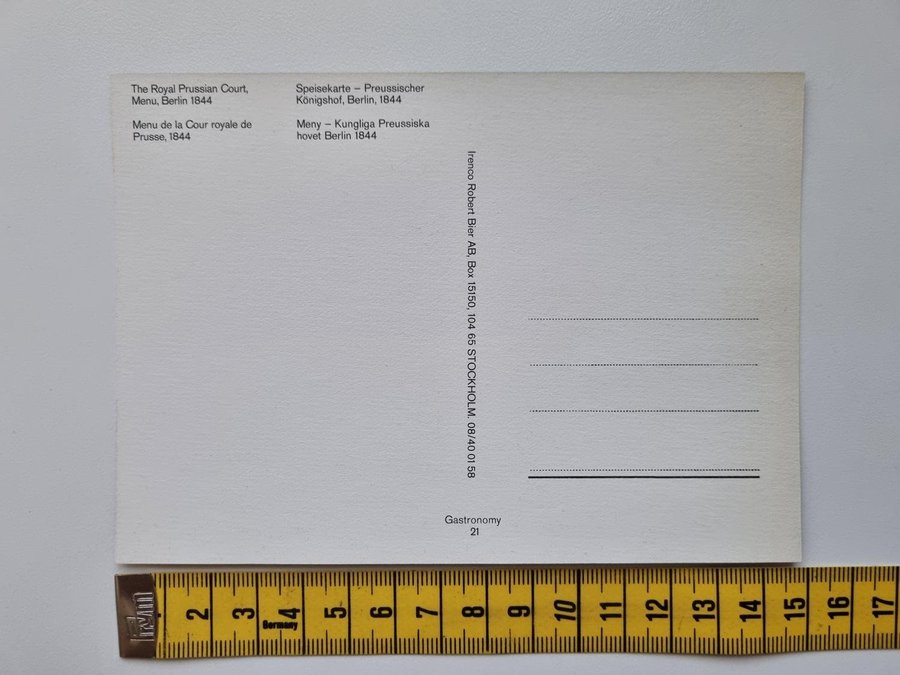 The Royal Prussian Court,
Menu, Berlin 1844
Menu de la Cour royale de
Prusse, 1844
Speisekarte – Preussischer
Königshof, Berlin, 1844
Meny – Kungliga Preussiska
hovet Berlin 1844
Irenco Robert Bier AB, Box 15150, 104 65 STOCKHOLM. 08/40 01 58
Gastronomy
21
2 3 4 5 6 7 8 9 10 11 12 13 14 15 16 17
Germany